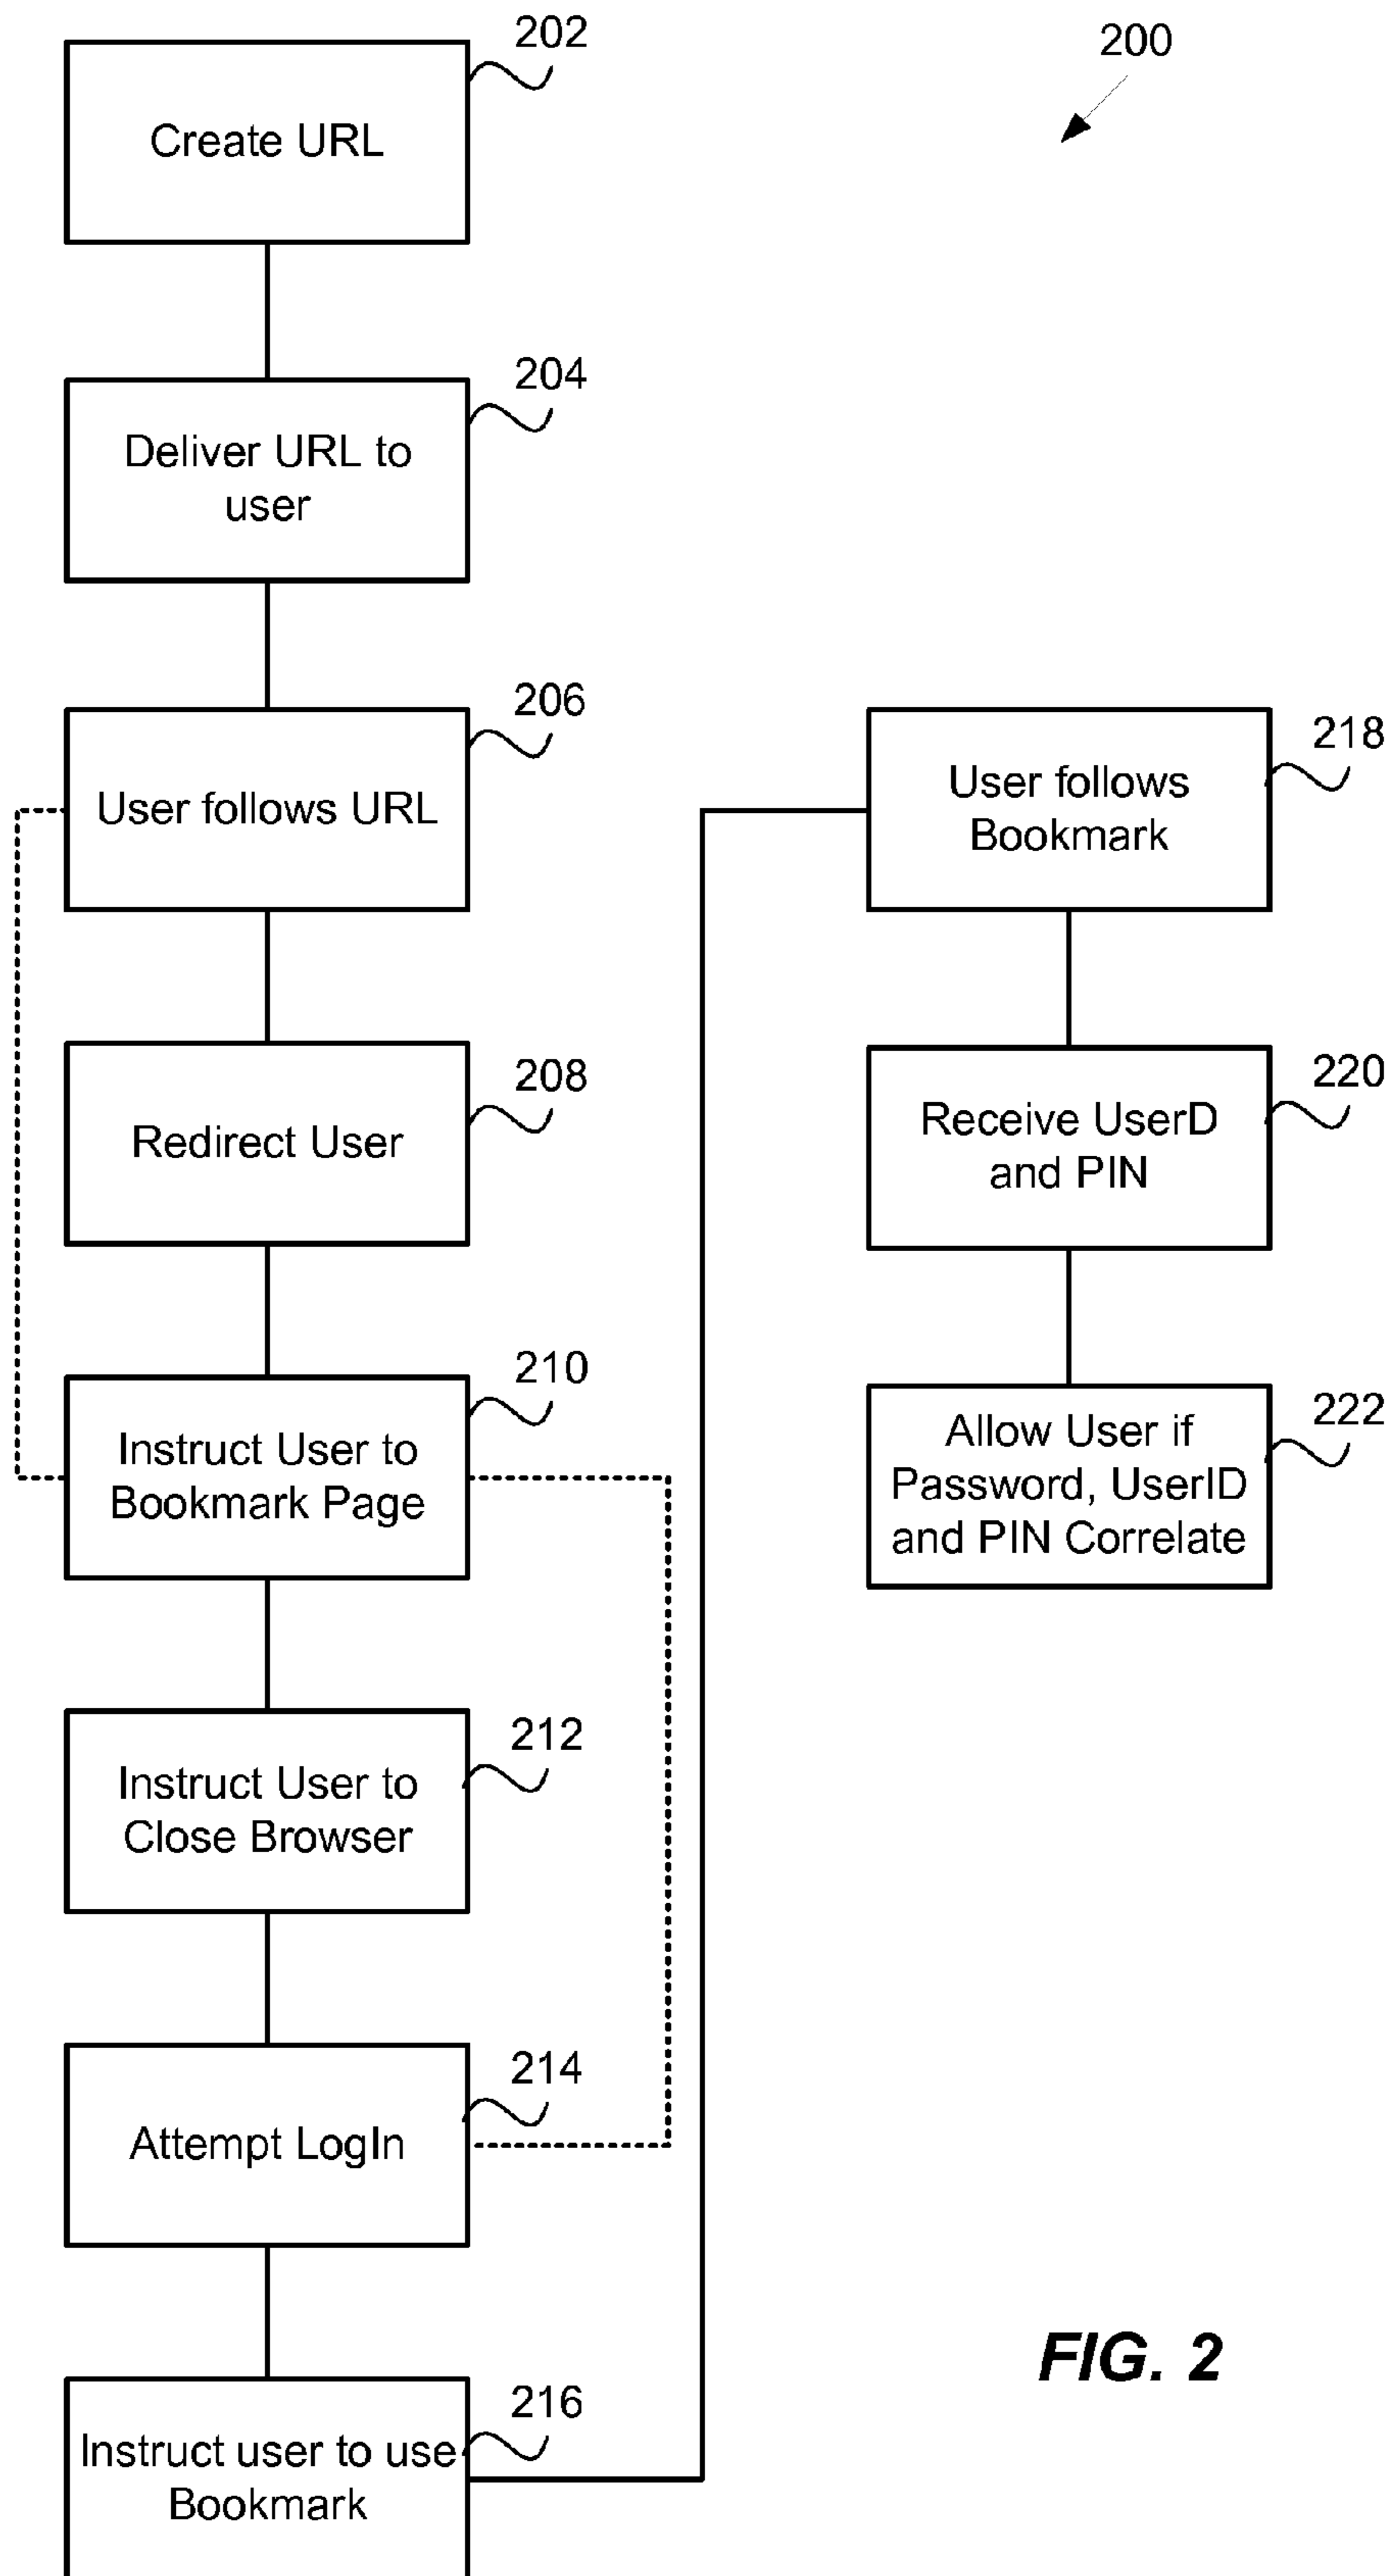 202
200
Create URL
204
Deliver URL to
user
206
User follows URL
218
User follows
Bookmark
208
Redirect User
220
Receive UserD
and PIN
210
Instruct User to
Bookmark Page
222
Allow User if
Password, UserID
and PIN Correlate
212
Instruct User to
Close Browser
214
Attempt LogIn
216
Instruct user to use
Bookmark
FIG. 2